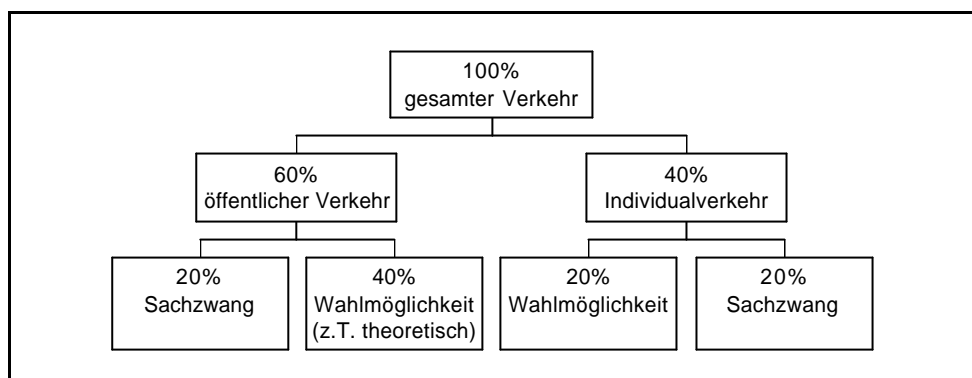 100%
gesamter Verkehr
60%
öffentlicher Verkehr
40%
Individualverkehr
20%
Sachzwang
40%
Wahlmöglichkeit
(z.T. theoretisch)
20%
Wahlmöglichkeit
20%
Sachzwang